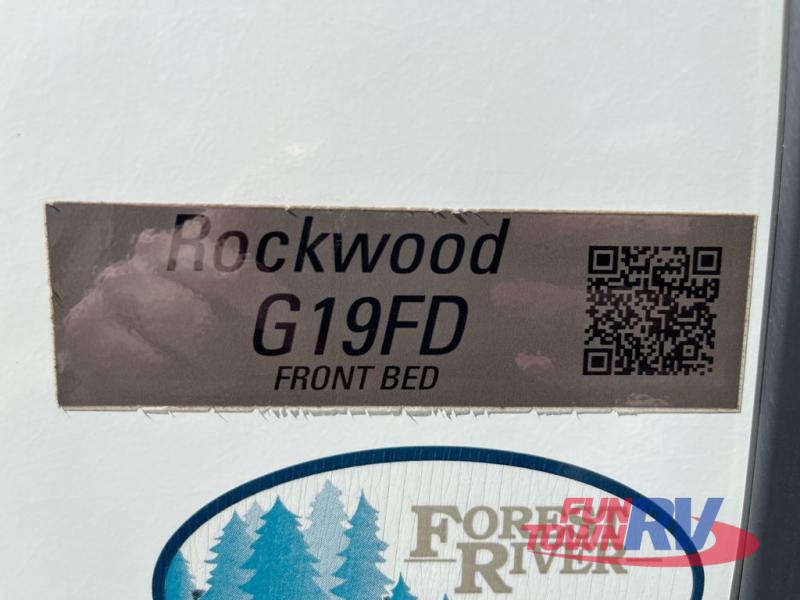 Rockwood
G19FD
FRONT BED
FOREST
RIVER
FUN
TOWN
RV